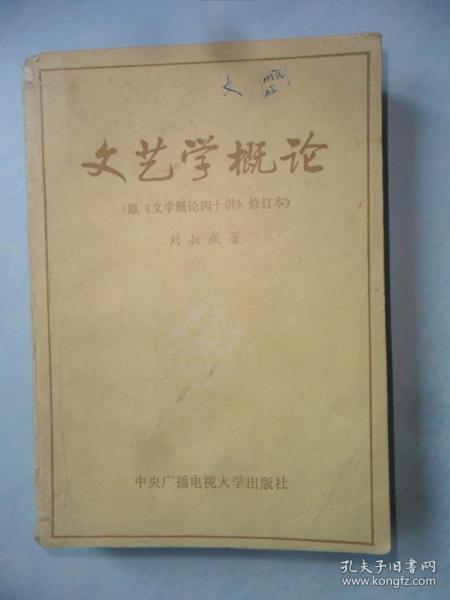 文
文艺学概论
(原《文学概论四十讲》修订本)
刘叔成著
中央广播电视大学出版社
孔夫子旧书网
www.kongfz.com